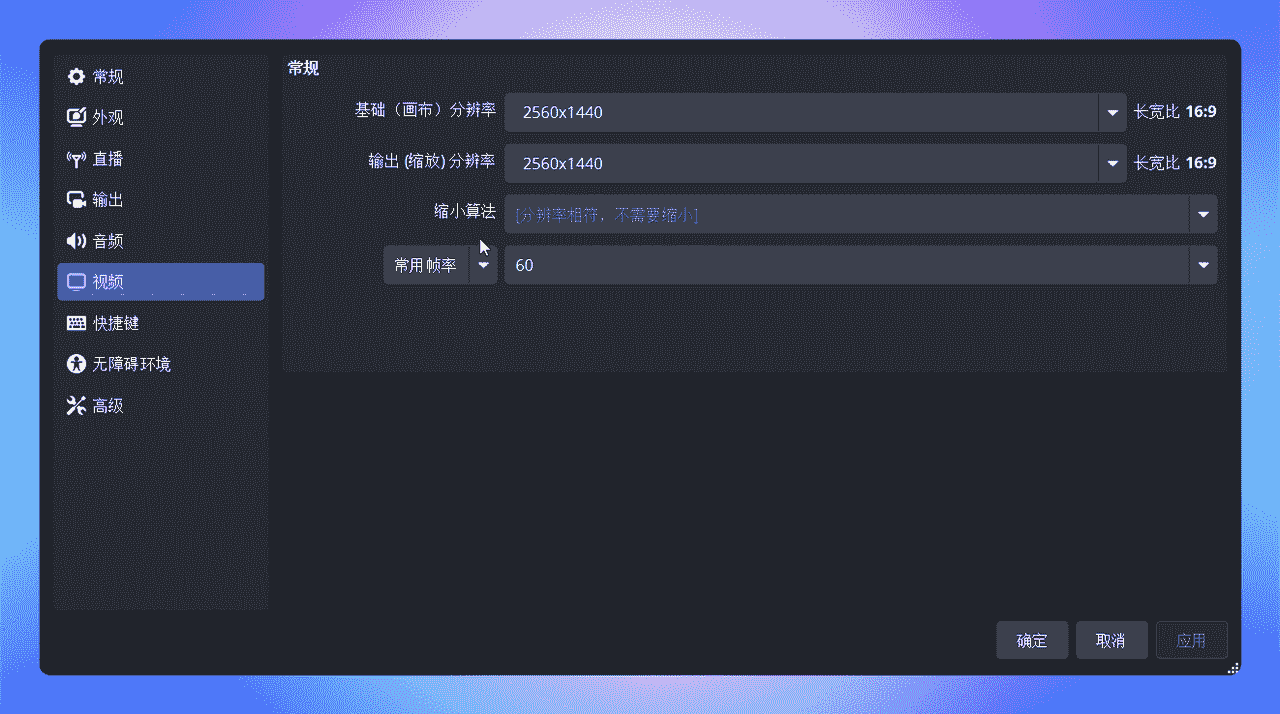 常规
外观
直播
输出
音频
视频
快捷键
无障碍环境
高级
常规
基础（画布）分辨率 2560x1440 长宽比 16:9
输出 (缩放) 分辨率 2560x1440 长宽比 16:9
缩小算法 [分辨率相符，不需要缩小]
常用帧率 60
确定 取消 应用